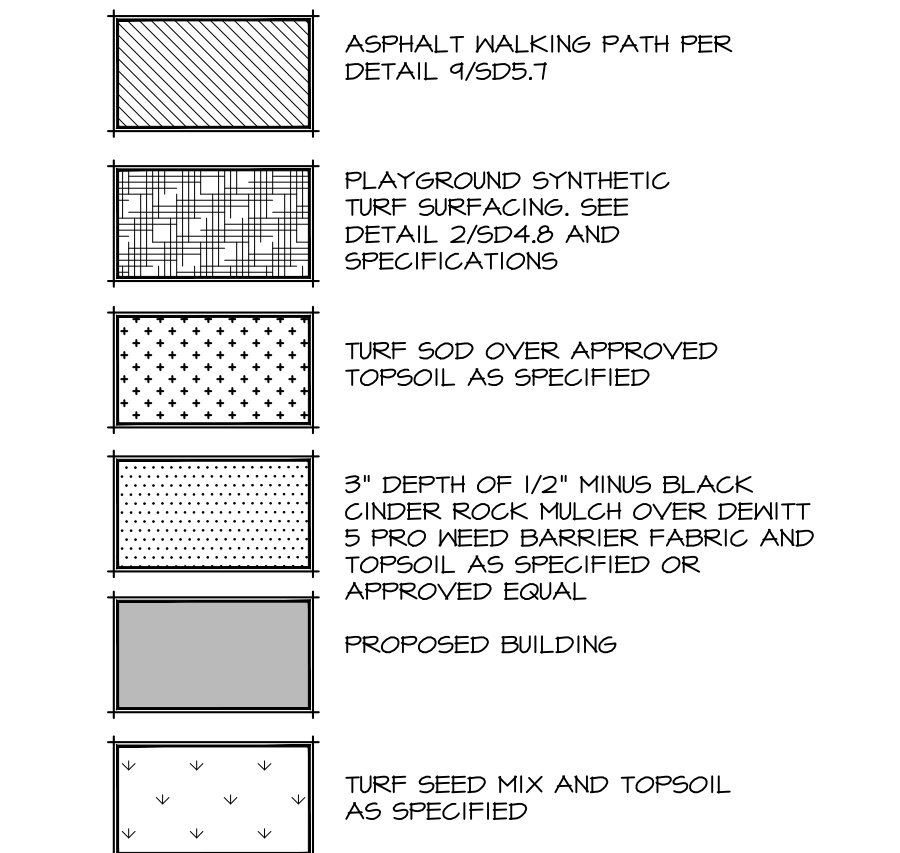 ASPHALT WALKING PATH PER
DETAIL 9/SD5.7
PLAYGROUND SYNTHETIC
TURF SURFACING. SEE
DETAIL 2/SD4.8 AND
SPECIFICATIONS
TURF SOD OVER APPROVED
TOPSOIL AS SPECIFIED
3" DEPTH OF 1/2" MINUS BLACK
CINDER ROCK MULCH OVER DEWITT
5 PRO WEED BARRIER FABRIC AND
TOPSOIL AS SPECIFIED OR
APPROVED EQUAL
PROPOSED BUILDING
TURF SEED MIX AND TOPSOIL
AS SPECIFIED